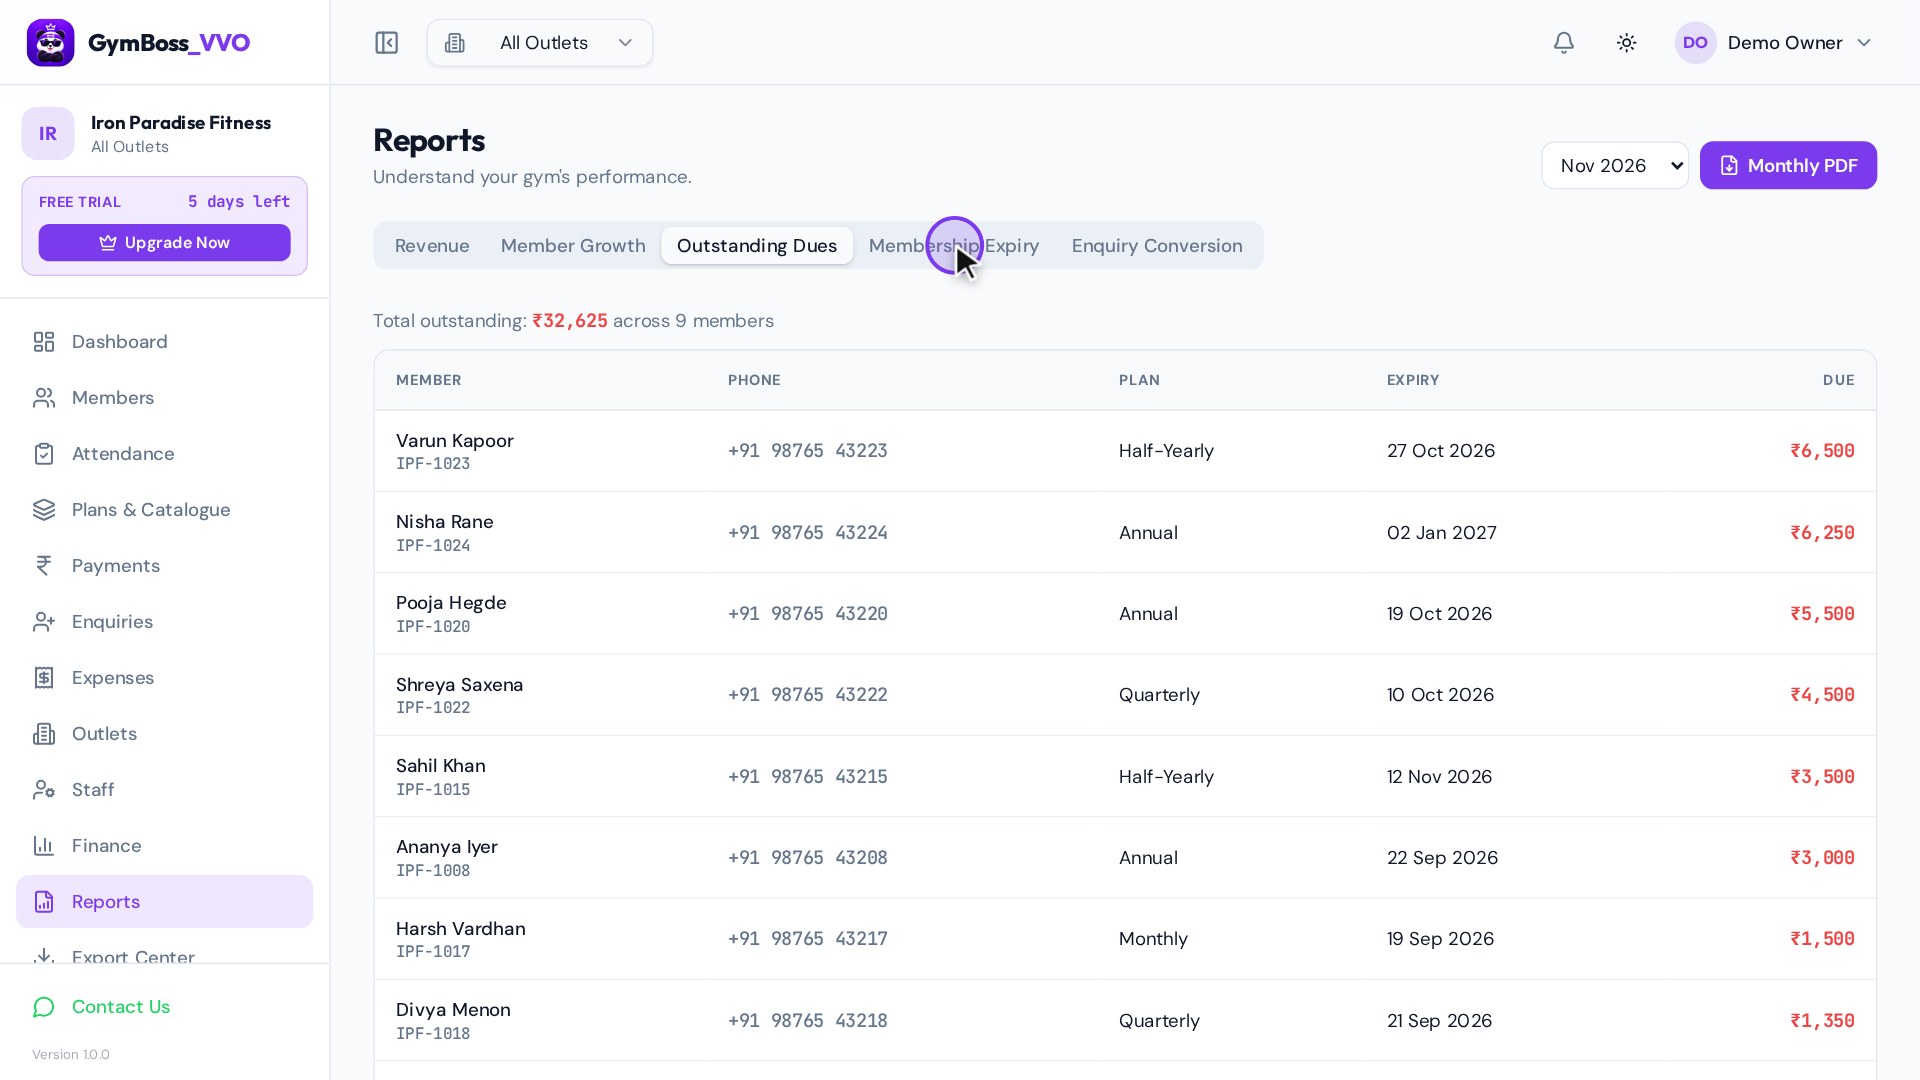 GymBoss_VVO
All Outlets
DO Demo Owner
IR
Iron Paradise Fitness
All Outlets
FREE TRIAL 5 days left
Upgrade Now
Dashboard
Members
Attendance
Plans & Catalogue
Payments
Enquiries
Expenses
Outlets
Staff
Finance
Reports
Export Center
Contact Us
Version 1.0.0
Reports
Understand your gym's performance.
Nov 2026
Monthly PDF
Revenue Member Growth Outstanding Dues Membership Expiry Enquiry Conversion
Total outstanding: ₹32,625 across 9 members
MEMBER PHONE PLAN EXPIRY DUE
Varun Kapoor
IPF-1023
+91 98765 43223 Half-Yearly 27 Oct 2026 ₹6,500
Nisha Rane
IPF-1024
+91 98765 43224 Annual 02 Jan 2027 ₹6,250
Pooja Hegde
IPF-1020
+91 98765 43220 Annual 19 Oct 2026 ₹5,500
Shreya Saxena
IPF-1022
+91 98765 43222 Quarterly 10 Oct 2026 ₹4,500
Sahil Khan
IPF-1015
+91 98765 43215 Half-Yearly 12 Nov 2026 ₹3,500
Ananya Iyer
IPF-1008
+91 98765 43208 Annual 22 Sep 2026 ₹3,000
Harsh Vardhan
IPF-1017
+91 98765 43217 Monthly 19 Sep 2026 ₹1,500
Divya Menon
IPF-1018
+91 98765 43218 Quarterly 21 Sep 2026 ₹1,350